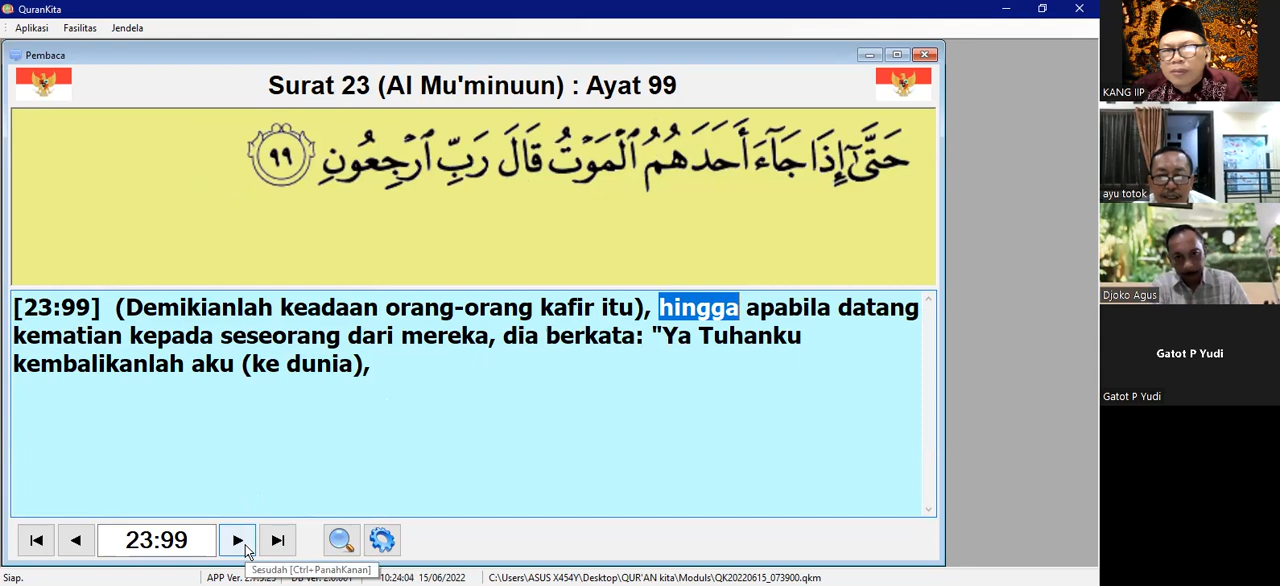 QuranKita
Aplikasi Fasilitas Jendela
Pembaca
Surat 23 (Al Mu'minuun) : Ayat 99
حَتَّىٰٓ إِذَا جَآءَ أَحَدَهُمُ ٱلْمَوْتُ قَالَ رَبِّ ٱرْجِعُونِ ٩٩
[23:99] (Demikianlah keadaan orang-orang kafir itu), hingga apabila datang
kematian kepada seseorang dari mereka, dia berkata: "Ya Tuhanku
kembalikanlah aku (ke dunia),
23:99
Sesudah [Ctrl+PanahKanan]
Siap.
APP Ver.
10:24:04 15/06/2022
C:\Users\ASUS X454Y\Desktop\QUR'AN kita\Moduls\QK20220615_073900.qkm
KANG IIP
ayu totok
Djoko Agus
Gatot P Yudi
Gatot P Yudi